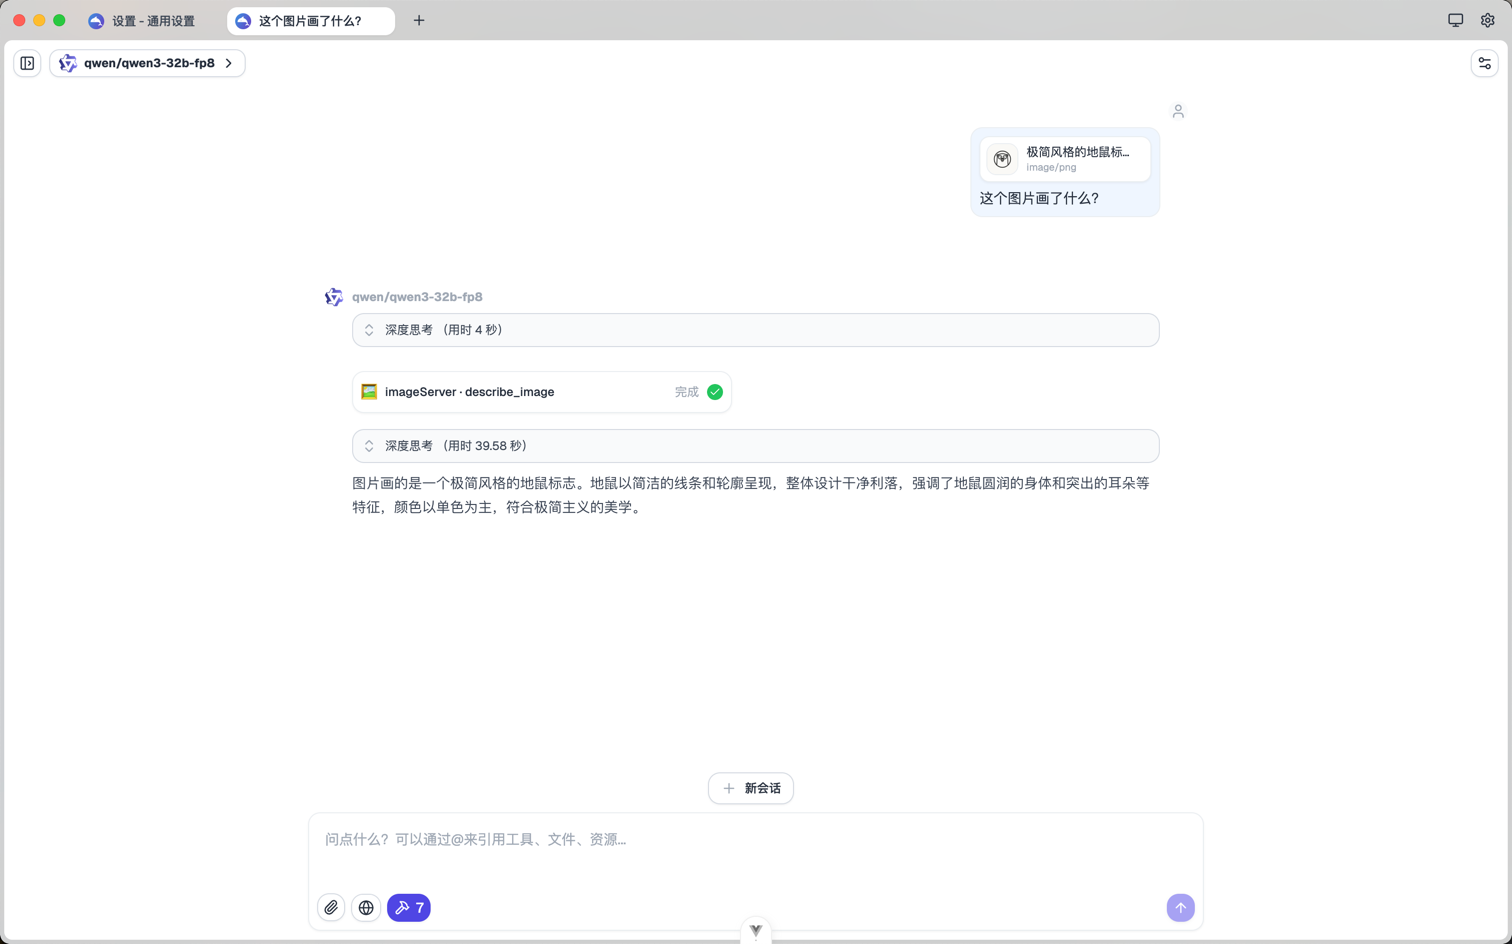 设置 - 通用设置
这个图片画了什么?
qwen/qwen3-32b-fp8
极简风格的地鼠标...
image/png
这个图片画了什么?
qwen/qwen3-32b-fp8
深度思考 （用时 4 秒）
imageServer · describe_image
完成
深度思考 （用时 39.58 秒）
图片画的是一个极简风格的地鼠标志。地鼠以简洁的线条和轮廓呈现，整体设计干净利落，强调了地鼠圆润的身体和突出的耳朵等
特征，颜色以单色为主，符合极简主义的美学。
新会话
问点什么？可以通过@来引用工具、文件、资源...
7